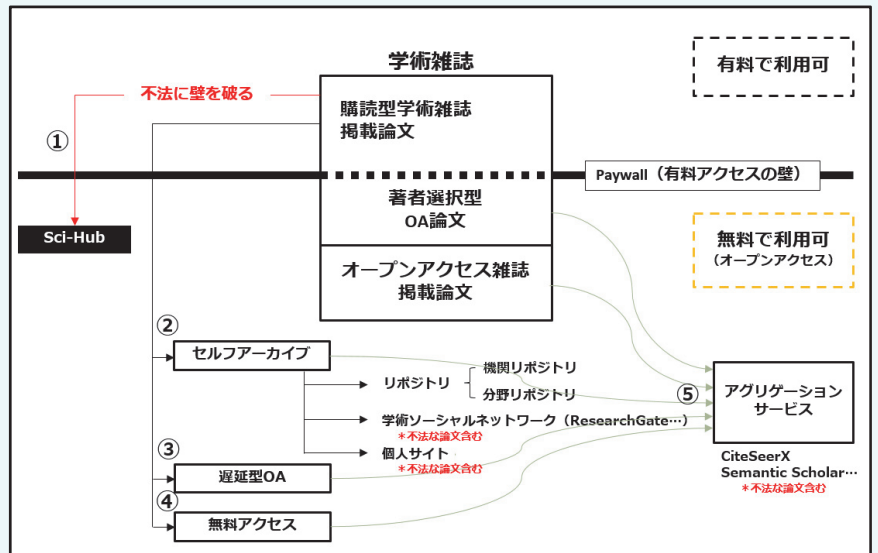 学術雑誌
有料で利用可
不法に壁を破る
購読型学術雑誌
掲載論文
①
Paywall（有料アクセスの壁）
著者選択型
OA論文
Sci-Hub
無料で利用可
（オープンアクセス）
オープンアクセス雑誌
掲載論文
②
セルフアーカイブ
リポジトリ
機関リポジトリ
分野リポジトリ
⑤
アグリゲーション
サービス
学術ソーシャルネットワーク（ResearchGate…）
＊不法な論文含む
個人サイト
＊不法な論文含む
CiteSeerX
Semantic Scholar…
＊不法な論文含む
③
遅延型OA
④
無料アクセス